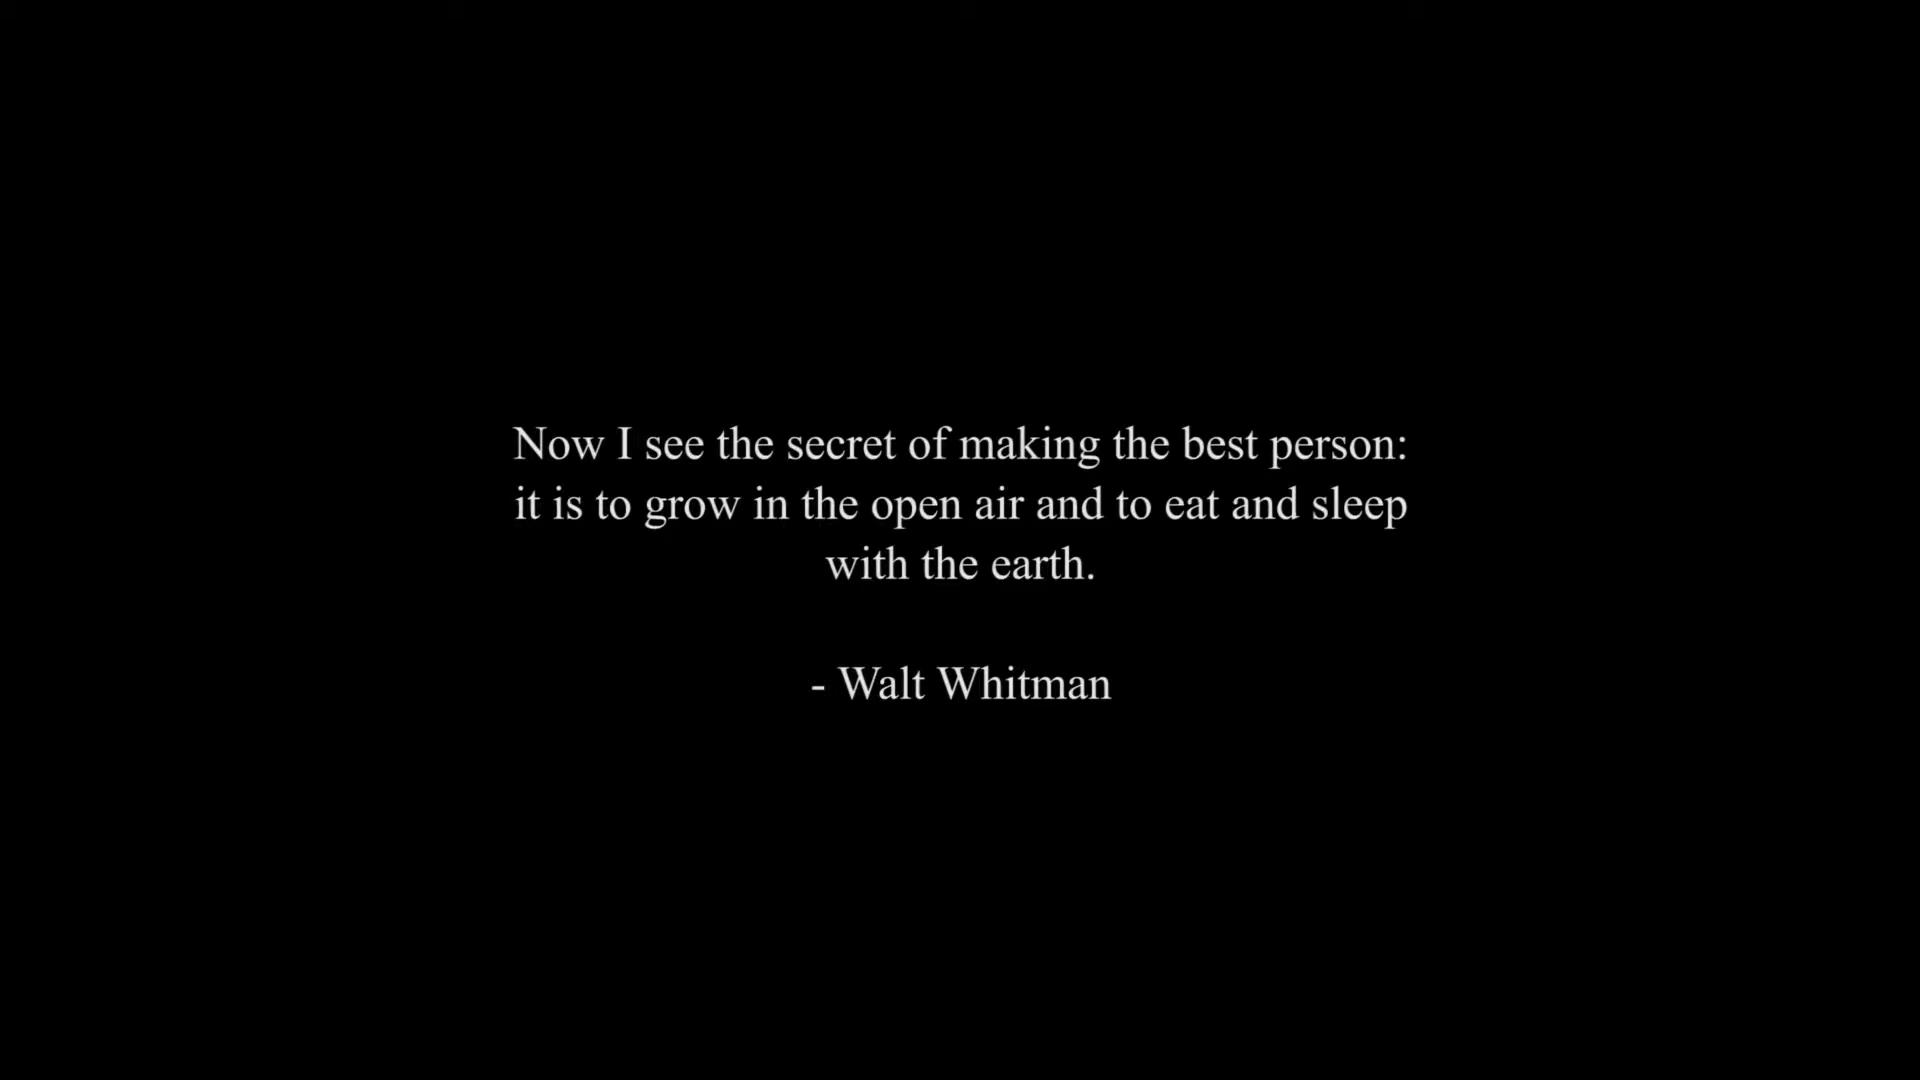 Now I see the secret of making the best person:
it is to grow in the open air and to eat and sleep
with the earth.
- Walt Whitman